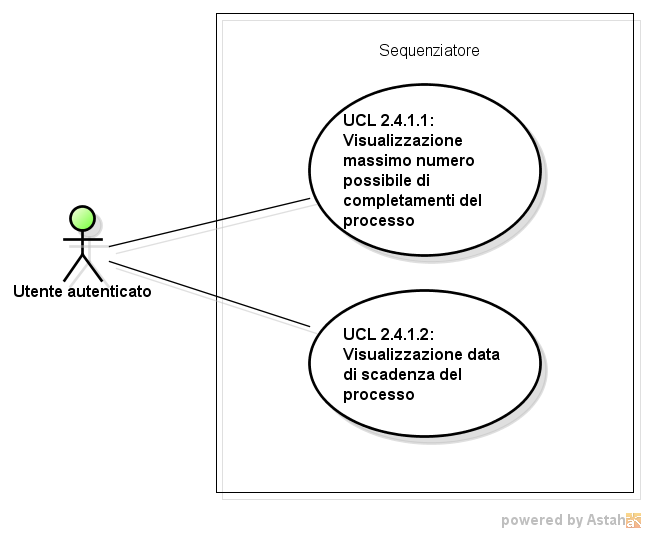 Sequenziatore
UCL 2.4.1.1:
Visualizzazione
massimo numero
possibile di
completamenti del
processo
Utente autenticato
UCL 2.4.1.2:
Visualizzazione data
di scadenza del
processo
powered by Astah